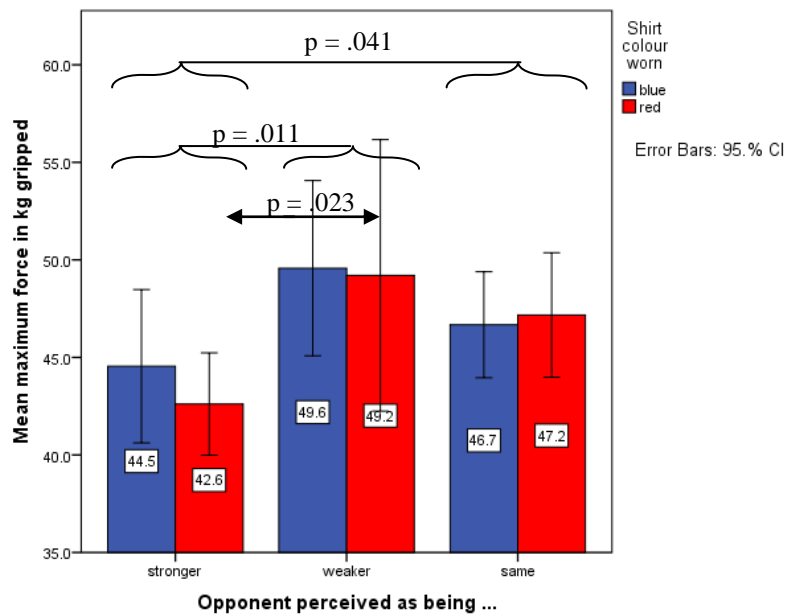 p = .041
p = .011
p = .023
Mean maximum force in kg gripped
60.0
55.0
50.0
45.0
40.0
35.0
44.5
42.6
49.6
49.2
46.7
47.2
stronger
weaker
same
Opponent perceived as being ...
Shirt
colour
worn
blue
red
Error Bars: 95.% CI